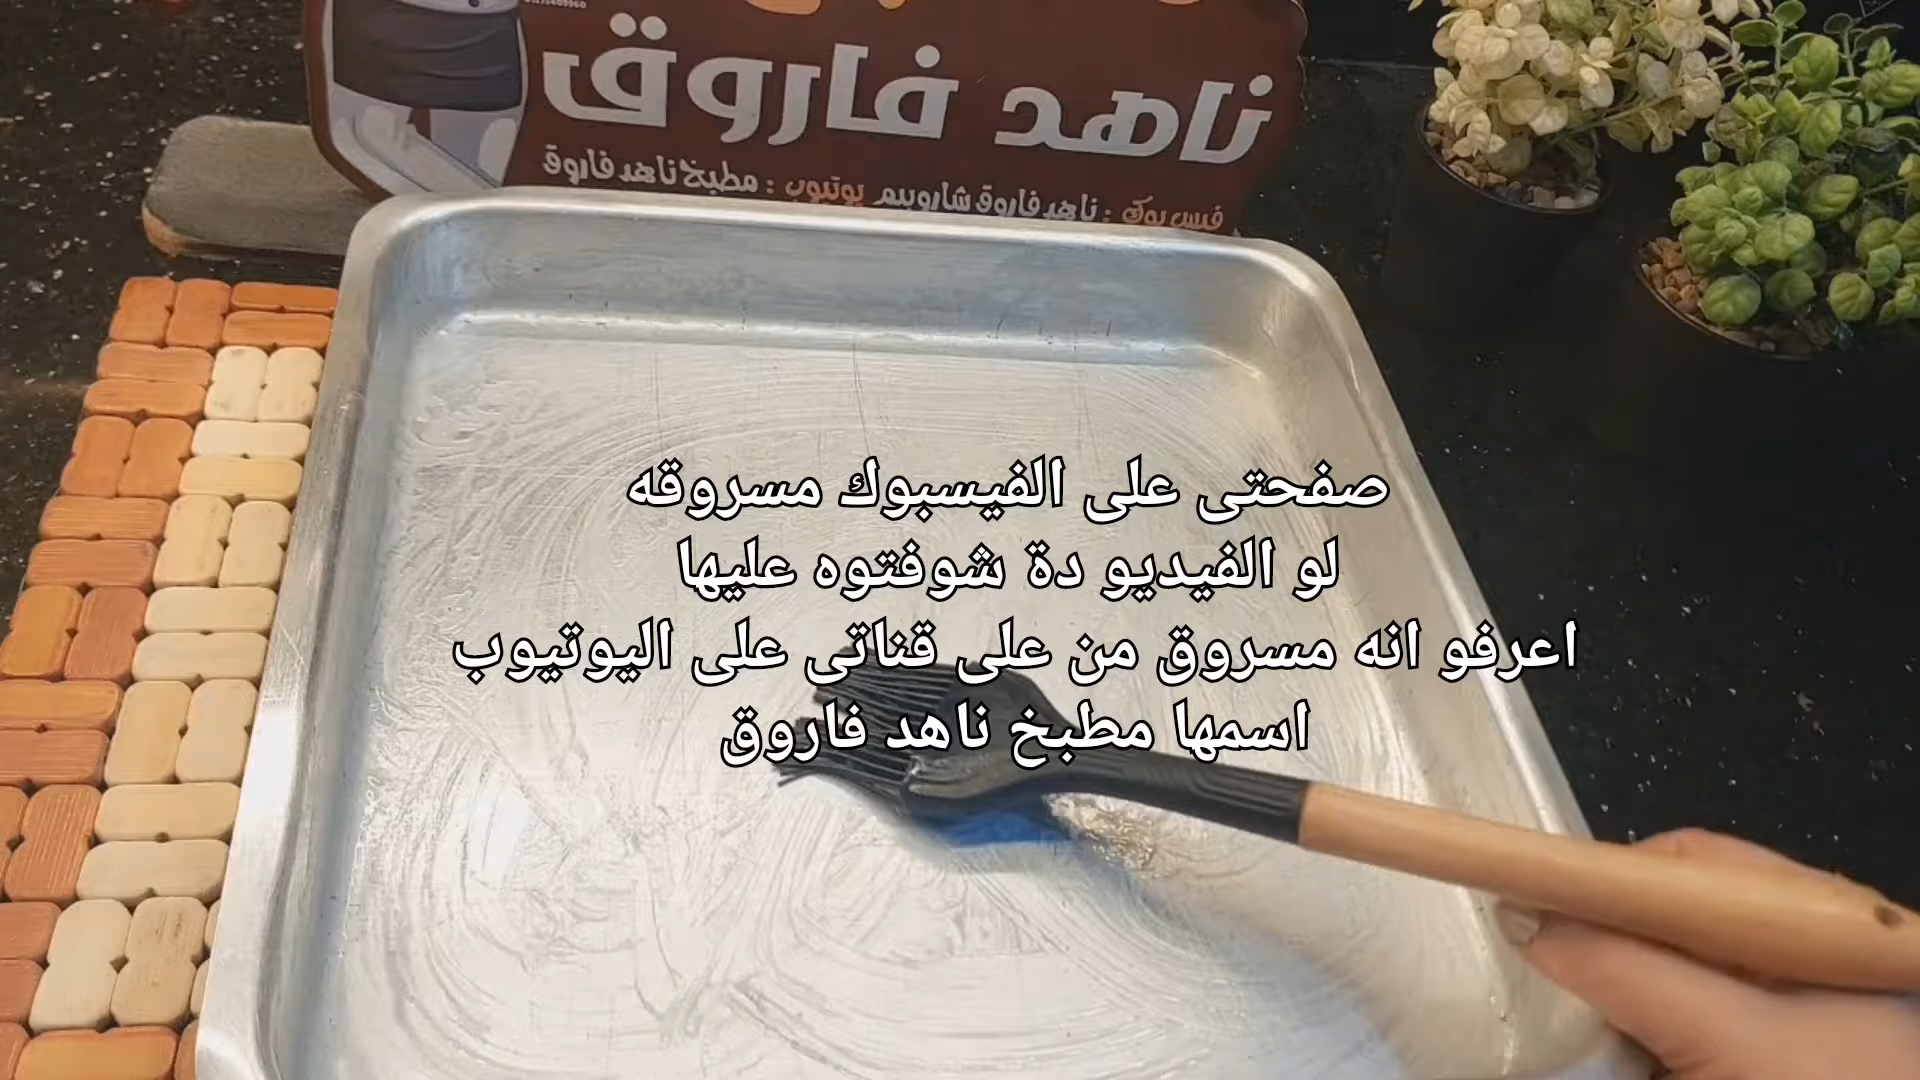 ناهد فاروق
فيس بوك : ناهد فاروق شاروبيم يوتيوب : مطبخ ناهد فاروق
صفحتى على الفيسبوك مسروقه
لو الفيديو دة شوفتوه عليها
اعرفو انه مسروق من على قناتى على اليوتيوب
اسمها مطبخ ناهد فاروق